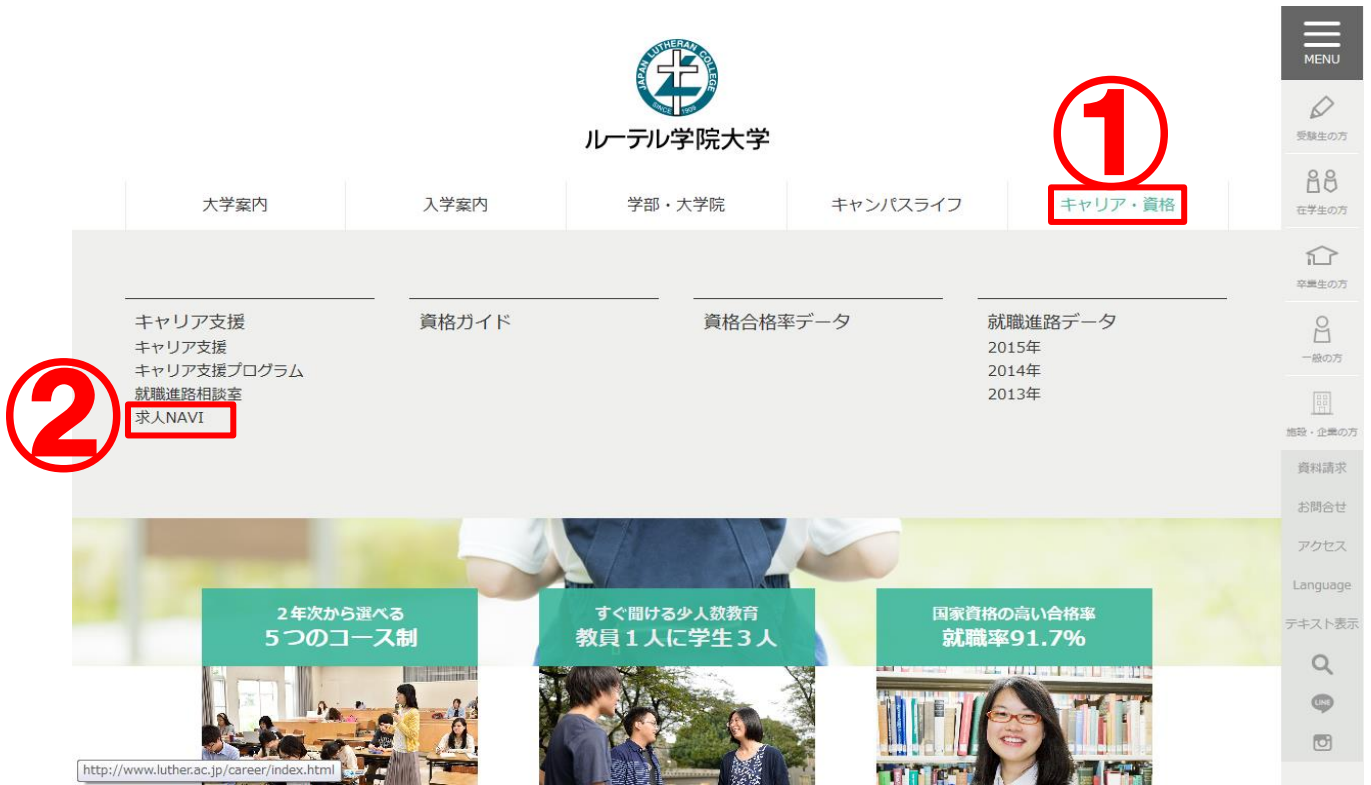 JAPAN LUTHERAN COLLEGE
SINCE 1909
ルーテル学院大学
①
大学案内
入学案内
学部・大学院
キャンパスライフ
キャリア・資格
キャリア支援
キャリア支援
キャリア支援プログラム
就職進路相談室
②
求人NAVI
資格ガイド
資格合格率データ
就職進路データ
2015年
2014年
2013年
2年次から選べる
5つのコース制
すぐ聞ける少人数教育
教員1人に学生3人
国家資格の高い合格率
就職率91.7%
http://www.luther.ac.jp/career/index.html
MENU
受験生の方
在学生の方
卒業生の方
一般の方
施設・企業の方
資料請求
お問合せ
アクセス
Language
テキスト表示
LINE